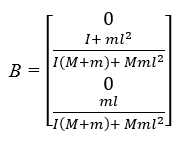 0
I+ ml²
B = I(M+m)+ Mml²
0
ml
I(M+m)+ Mml²